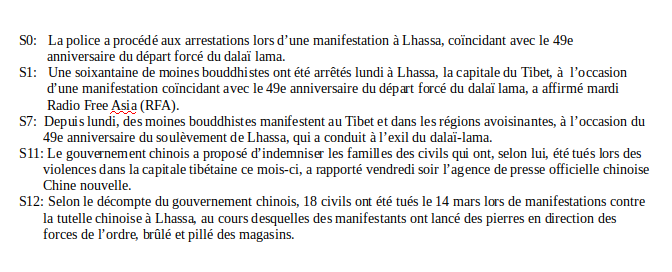 S0: La police a procédé aux arrestations lors d’une manifestation à Lhassa, coïncidant avec le 49e
anniversaire du départ forcé du dalaï lama.
S1: Une soixantaine de moines bouddhistes ont été arrêtés lundi à Lhassa, la capitale du Tibet, à l’occasion
d’une manifestation coïncidant avec le 49e anniversaire du départ forcé du dalaï lama, a affirmé mardi
Radio Free Asia (RFA).
S7: Depuis lundi, des moines bouddhistes manifestent au Tibet et dans les régions avoisinantes, à l’occasion du
49e anniversaire du soulèvement de Lhassa, qui a conduit à l’exil du dalaï-lama.
S11: Le gouvernement chinois a proposé d’indemniser les familles des civils qui ont, selon lui, été tués lors des
violences dans la capitale tibétaine ce mois-ci, a rapporté vendredi soir l’agence de presse officielle chinoise
Chine nouvelle.
S12: Selon le décompte du gouvernement chinois, 18 civils ont été tués le 14 mars lors de manifestations contre
la tutelle chinoise à Lhassa, au cours desquelles des manifestants ont lancé des pierres en direction des
forces de l’ordre, brûlé et pillé des magasins.